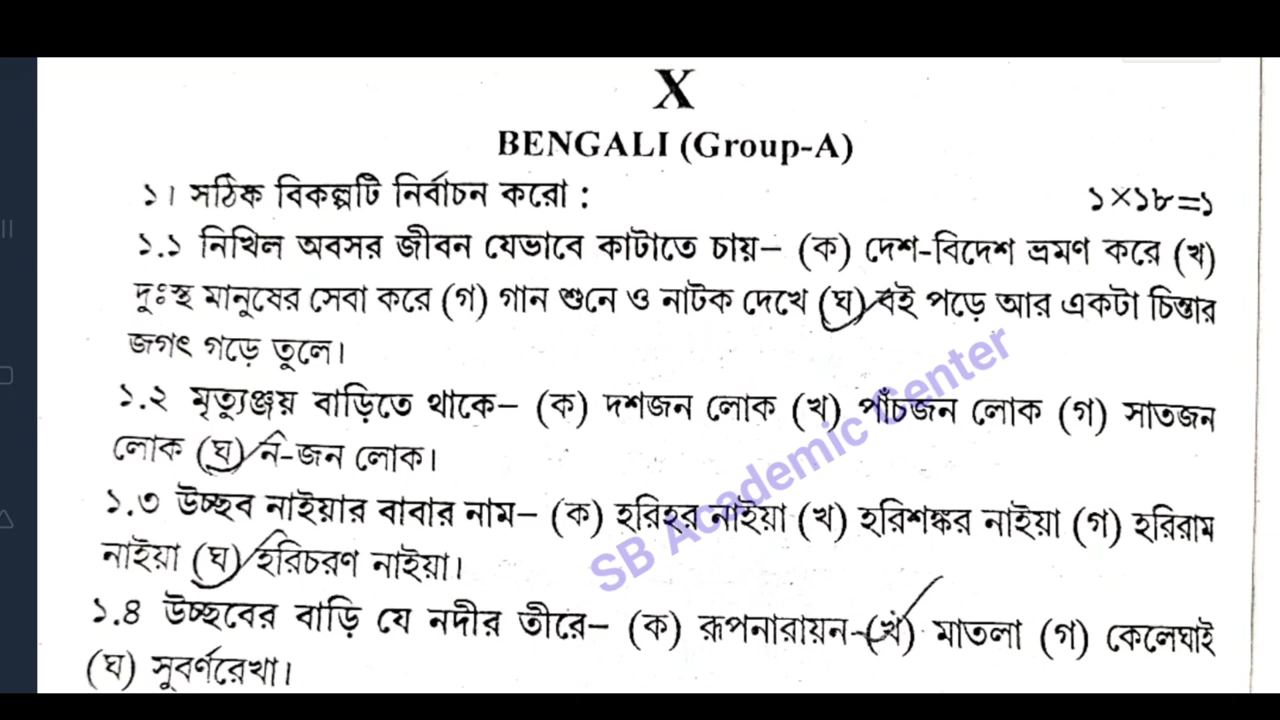 X
BENGALI (Group-A)
১। সঠিক বিকল্পটি নির্বাচন করো : ১×১৮=১
১.১ নিখিল অবসর জীবন যেভাবে কাটাতে চায়– (ক) দেশ-বিদেশ ভ্রমণ করে (খ)
দুঃস্থ মানুষের সেবা করে (গ) গান শুনে ও নাটক দেখে (ঘ) বই পড়ে আর একটা চিন্তার
জগৎ গড়ে তুলে।
১.২ মৃত্যুঞ্জয় বাড়িতে থাকে– (ক) দশজন লোক (খ) পাঁচজন লোক (গ) সাতজন
লোক (ঘ) ন-জন লোক।
১.৩ উচ্ছব নাইয়ার বাবার নাম– (ক) হরিহর নাইয়া (খ) হরিশঙ্কর নাইয়া (গ) হরিরাম
নাইয়া (ঘ) হরিচরণ নাইয়া।
১.৪ উচ্ছবের বাড়ি যে নদীর তীরে– (ক) রূপনারায়ন (খ) মাতলা (গ) কেলেঘাই
(ঘ) সুবর্ণরেখা।
SB Academic Center